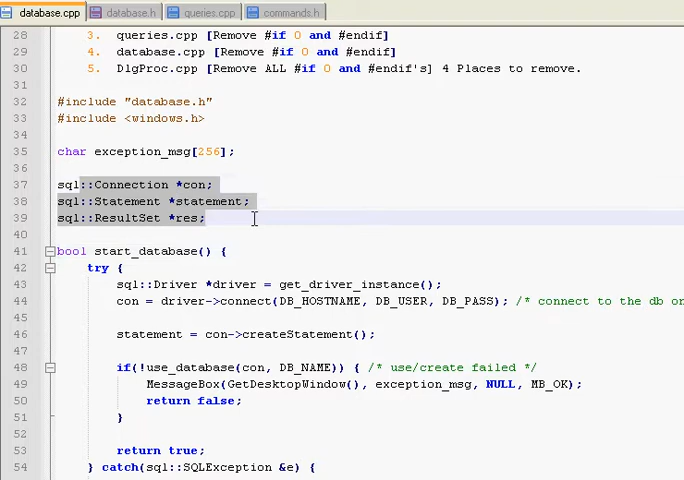 database.cpp database.h queries.cpp commands.h
28 3. queries.cpp [Remove #if 0 and #endif]
29 4. database.cpp [Remove #if 0 and #endif]
30 5. DlgProc.cpp [Remove ALL #if 0 and #endif's] 4 Places to remove.
31
32 #include "database.h"
33 #include <windows.h>
34
35 char exception_msg[256];
36
37 sql::Connection *con;
38 sql::Statement *statement;
39 sql::ResultSet *res;
40
41 bool start_database() {
42 try {
43 sql::Driver *driver = get_driver_instance();
44 con = driver->connect(DB_HOSTNAME, DB_USER, DB_PASS); /* connect to the db on
45
46 statement = con->createStatement();
47
48 if(!use_database(con, DB_NAME)) { /* use/create failed */
49 MessageBox(GetDesktopWindow(), exception_msg, NULL, MB_OK);
50 return false;
51 }
52
53 return true;
54 } catch(sql::SQLException &e) {